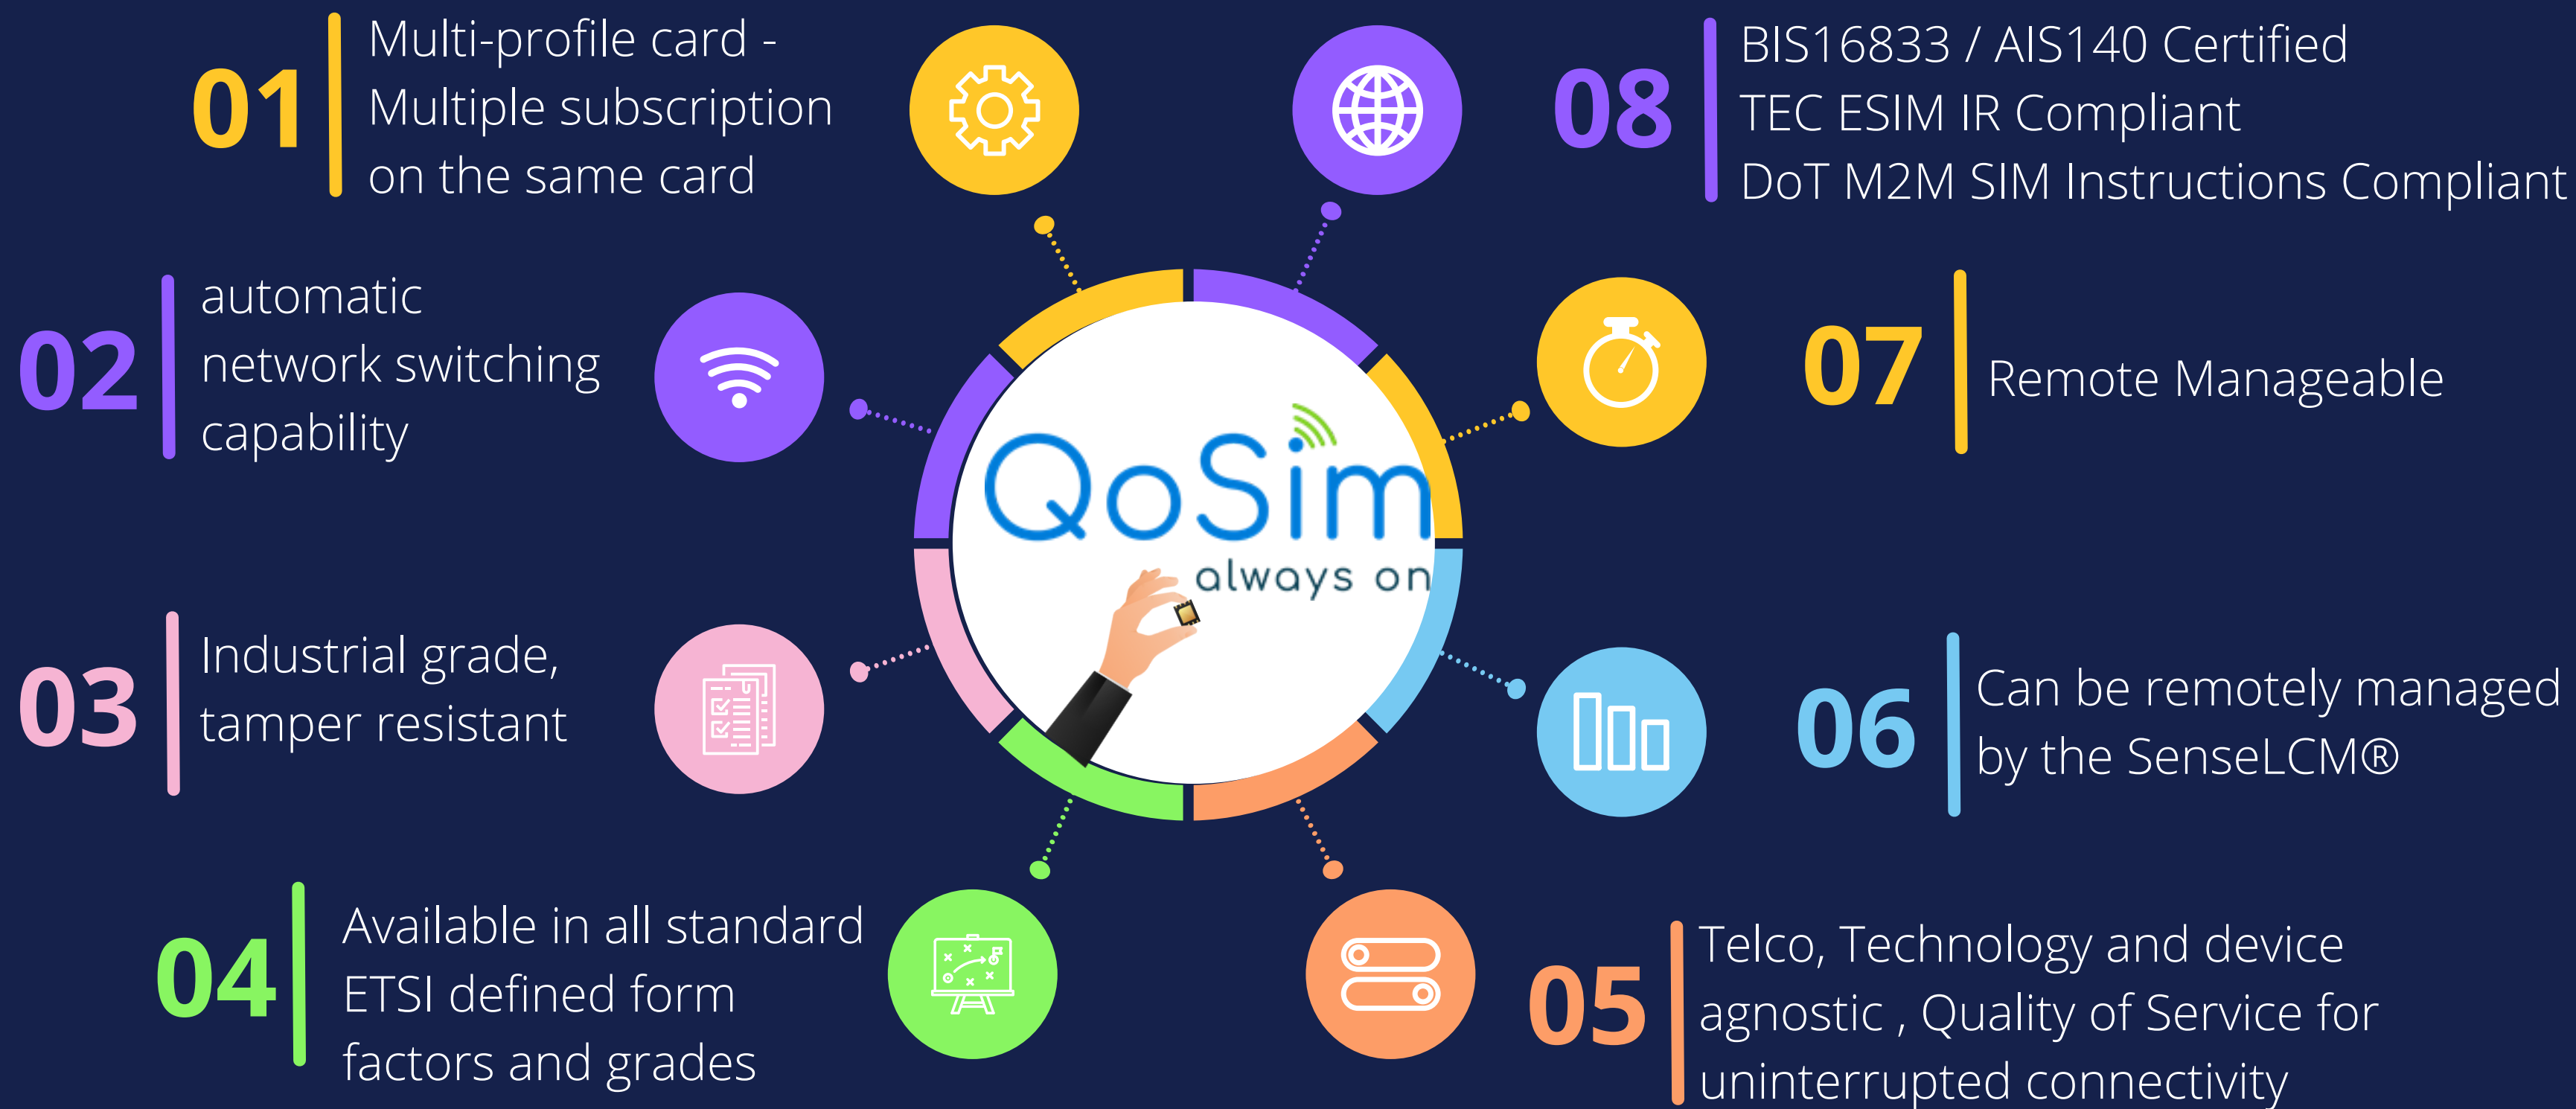 01
Multi-profile card -
Multiple subscription
on the same card
02
automatic
network switching
capability
03
Industrial grade,
tamper resistant
04
Available in all standard
ETSI defined form
factors and grades
QoSim
always on
08
BIS16833 / AIS140 Certified
TEC ESIM IR Compliant
DoT M2M SIM Instructions Compliant
07
Remote Manageable
06
Can be remotely managed
by the SenseLCM®
05
Telco, Technology and device
agnostic , Quality of Service for
uninterrupted connectivity